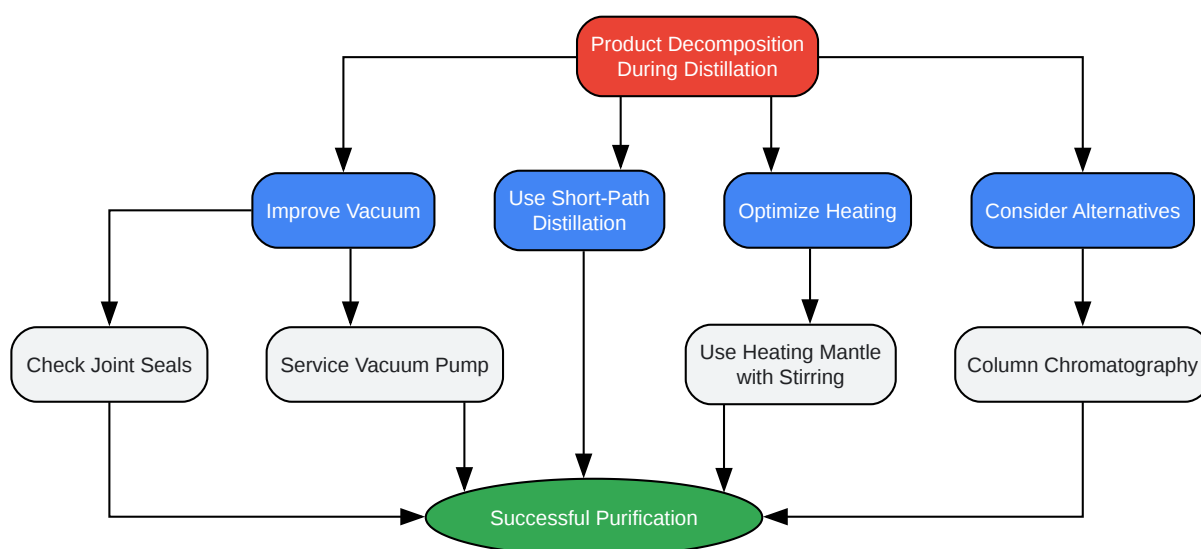 Product Decomposition
During Distillation
Improve Vacuum
Use Short-Path
Distillation
Optimize Heating
Consider Alternatives
Check Joint Seals
Service Vacuum Pump
Use Heating Mantle
with Stirring
Column Chromatography
Successful Purification